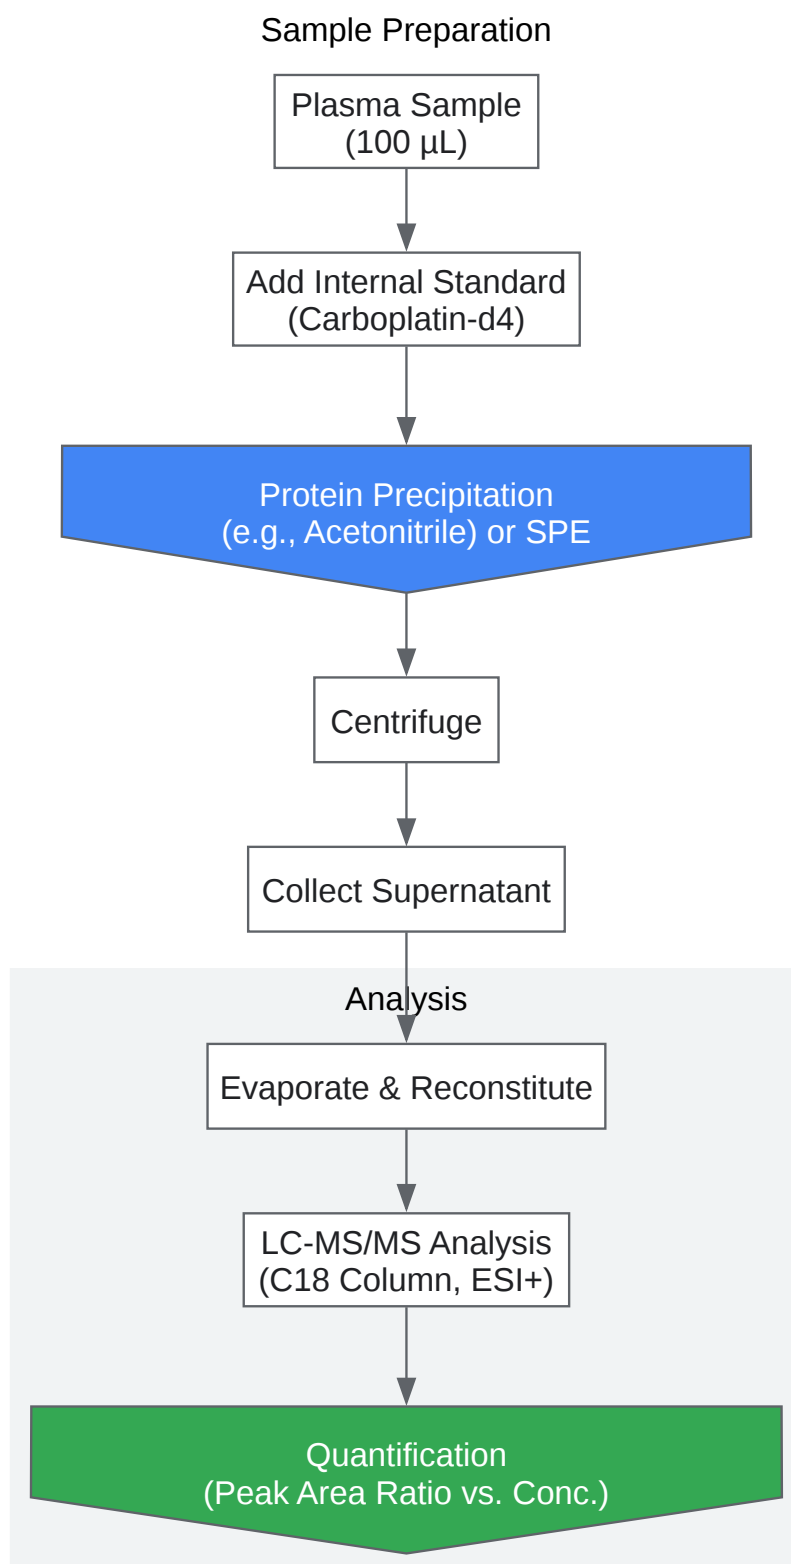 Sample Preparation
Plasma Sample
(100 µL)
Add Internal Standard
(Carboplatin-d4)
Protein Precipitation
(e.g., Acetonitrile) or SPE
Centrifuge
Collect Supernatant
Analysis
Evaporate & Reconstitute
LC-MS/MS Analysis
(C18 Column, ESI+)
Quantification
(Peak Area Ratio vs. Conc.)